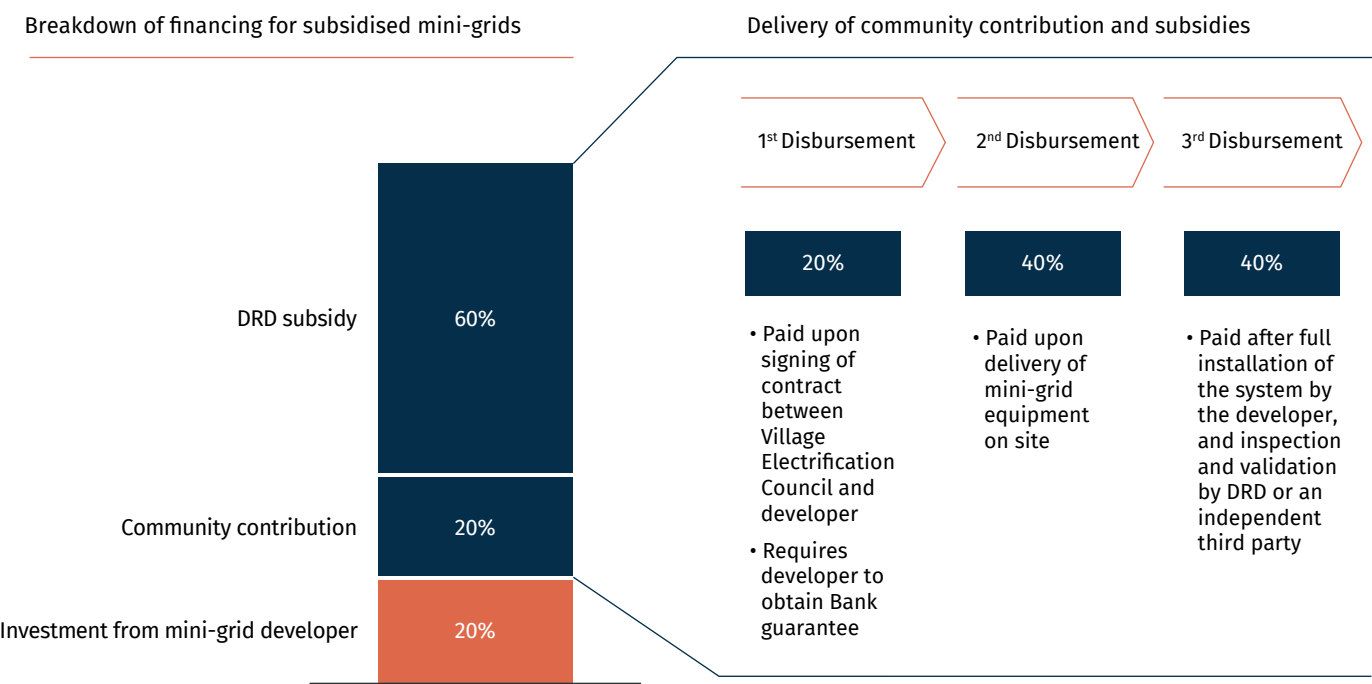 Breakdown of financing for subsidised mini-grids
DRD subsidy
60%
Community contribution
20%
Investment from mini-grid developer
20%
Delivery of community contribution and subsidies
1st Disbursement
20%
• Paid upon
signing of
contract
between
Village
Electrification
Council and
developer
• Requires
developer to
obtain Bank
guarantee
2nd Disbursement
40%
• Paid upon
delivery of
mini-grid
equipment
on site
3rd Disbursement
40%
• Paid after full
installation of
the system by
the developer,
and inspection
and validation
by DRD or an
independent
third party